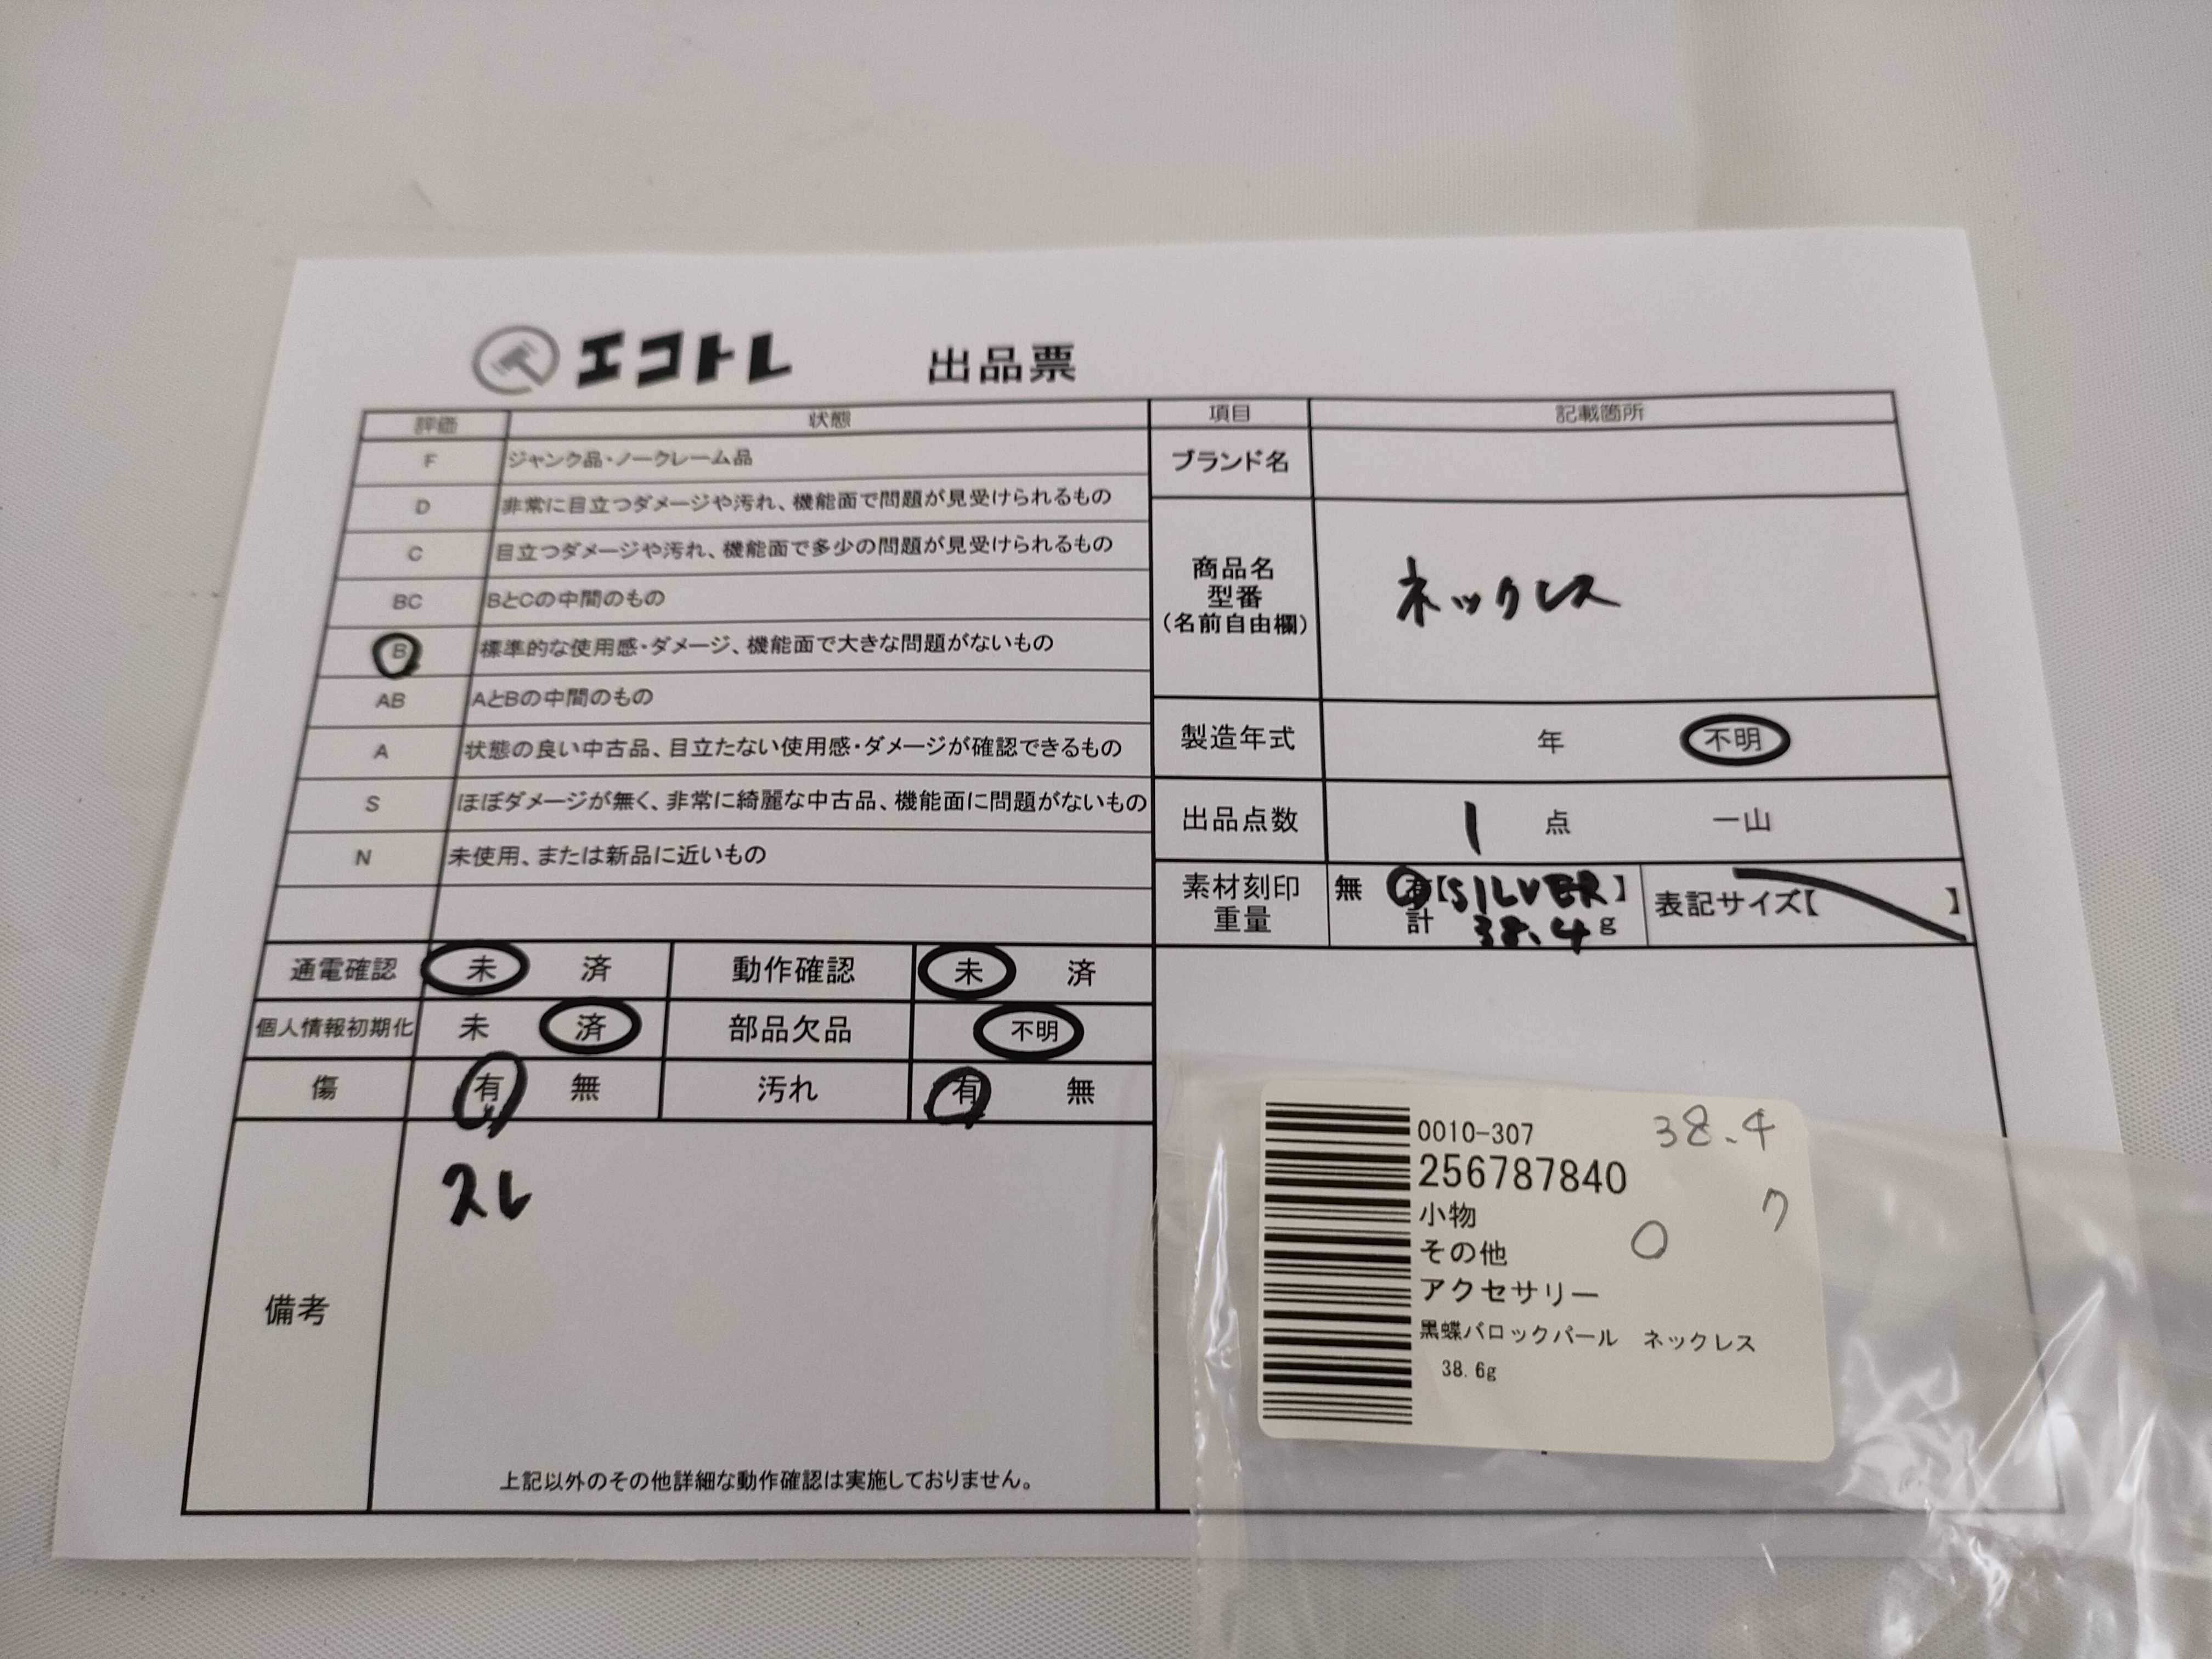 エコトレ 出品票
評価 状態
F ジャンク品・ノークレーム品
D 非常に目立つダメージや汚れ、機能面で問題が見受けられるもの
C 目立つダメージや汚れ、機能面で多少の問題が見受けられるもの
BC BとCの中間のもの
B 標準的な使用感・ダメージ、機能面で大きな問題がないもの
AB AとBの中間のもの
A 状態の良い中古品、目立たない使用感・ダメージが確認できるもの
S ほぼダメージが無く、非常に綺麗な中古品、機能面に問題がないもの
N 未使用、または新品に近いもの
項目 記載箇所
ブランド名
商品名
型番
(名前自由欄)
ネックレス
製造年式 年 不明
出品点数 1 点 一山
素材刻印
重量
無 有【SILVER】
計 38.4 g
表記サイズ【 】
通電確認 未 済 動作確認 未 済
個人情報初期化 未 済 部品欠品 不明
傷 有 無 汚れ 有 無
備考
スレ
上記以外のその他詳細な動作確認は実施しておりません。
0010-307 38.4
256787840
小物 ク
その他 ○
アクセサリー
黒蝶バロックパール ネックレス
38.6g